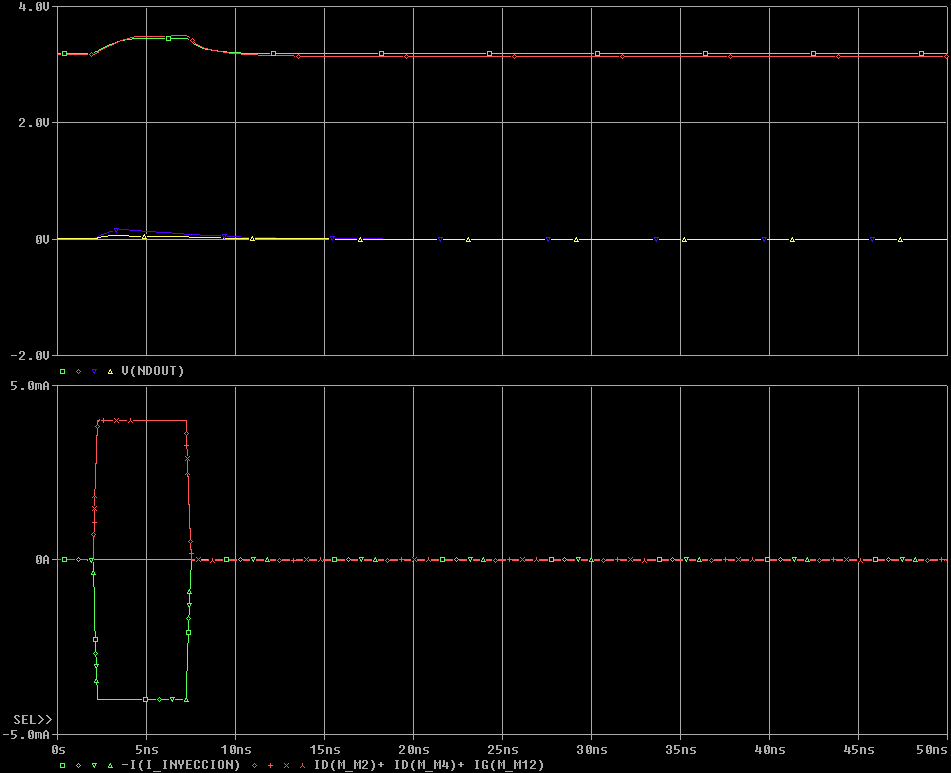 4.0V
2.0V
0V
-2.0V
V(NDOUT)
5.0mA
0A
SEL>>
-5.0mA
0s 5ns 10ns 15ns 20ns 25ns 30ns 35ns 40ns 45ns 50ns
-I(I_INYECCION) ID(M_M2)+ ID(M_M4)+ IG(M_M12)